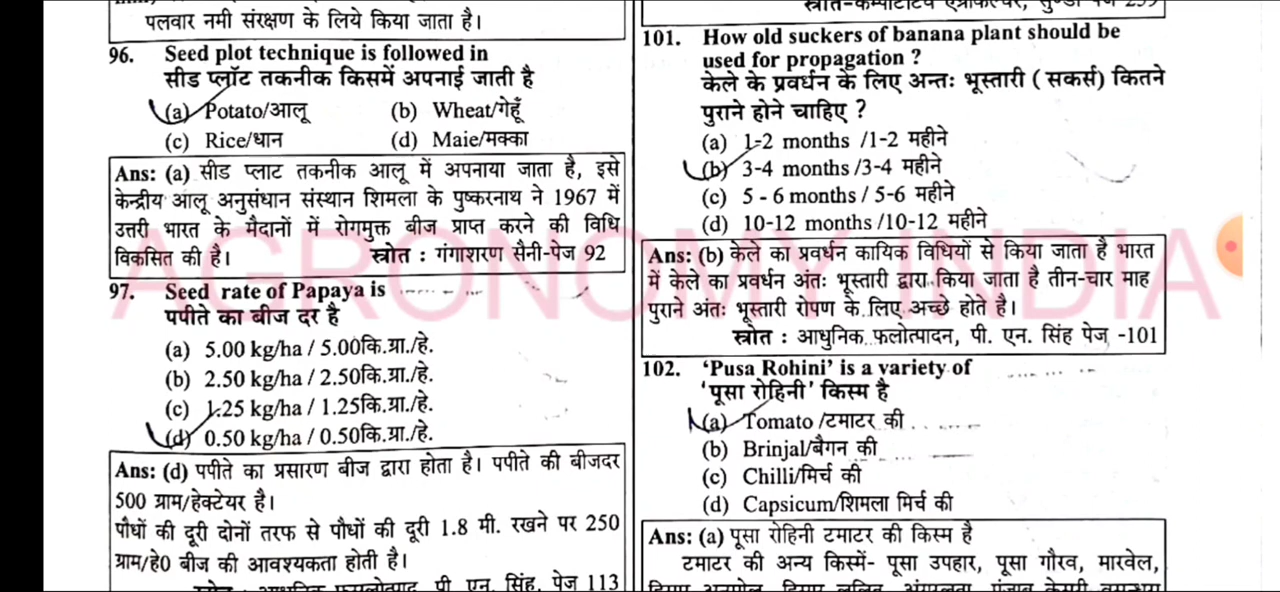 पलवार नमी संरक्षण के लिये किया जाता है।
96. Seed plot technique is followed in
सीड प्लॉट तकनीक किसमें अपनाई जाती है
(a) Potato/आलू (b) Wheat/गेहूँ
(c) Rice/धान (d) Maie/मक्का
Ans: (a) सीड प्लाट तकनीक आलू में अपनाया जाता है, इसे
केन्द्रीय आलू अनुसंधान संस्थान शिमला के पुष्करनाथ ने 1967 में
उत्तरी भारत के मैदानों में रोगमुक्त बीज प्राप्त करने की विधि
विकसित की है। स्रोत : गंगाशरण सैनी-पेज 92
97. Seed rate of Papaya is
पपीते का बीज दर है
(a) 5.00 kg/ha / 5.00कि.ग्रा./हे.
(b) 2.50 kg/ha / 2.50कि.ग्रा./हे.
(c) 1.25 kg/ha / 1.25कि.ग्रा./हे.
(d) 0.50 kg/ha / 0.50कि.ग्रा./हे.
Ans: (d) पपीते का प्रसारण बीज द्वारा होता है। पपीते की बीजदर
500 ग्राम/हेक्टेयर है।
पौधों की दूरी दोनों तरफ से पौधों की दूरी 1.8 मी. रखने पर 250
ग्राम/हे0 बीज की आवश्यकता होती है।
पी. एन. सिंह, पेज 113
101. How old suckers of banana plant should be
used for propagation ?
केले के प्रवर्धन के लिए अन्तः भूस्तारी ( सकर्स) कितने
पुराने होने चाहिए ?
(a) 1-2 months /1-2 महीने
(b) 3-4 months /3-4 महीने
(c) 5 - 6 months / 5-6 महीने
(d) 10-12 months /10-12 महीने
Ans: (b) केले का प्रवर्धन कायिक विधियों से किया जाता है भारत
में केले का प्रवर्धन अंतः भूस्तारी द्वारा किया जाता है तीन-चार माह
पुराने अंतः भूस्तारी रोपण के लिए अच्छे होते है।
स्रोत : आधुनिक फलोत्पादन, पी. एन. सिंह पेज -101
102. ‘Pusa Rohini’ is a variety of
‘पूसा रोहिनी’ किस्म है
(a) Tomato /टमाटर की
(b) Brinjal/बैगन की
(c) Chilli/मिर्च की
(d) Capsicum/शिमला मिर्च की
Ans: (a) पूसा रोहिनी टमाटर की किस्म है
टमाटर की अन्य किस्में- पूसा उपहार, पूसा गौरव, मारवेल,
AGRONOMY INDIA